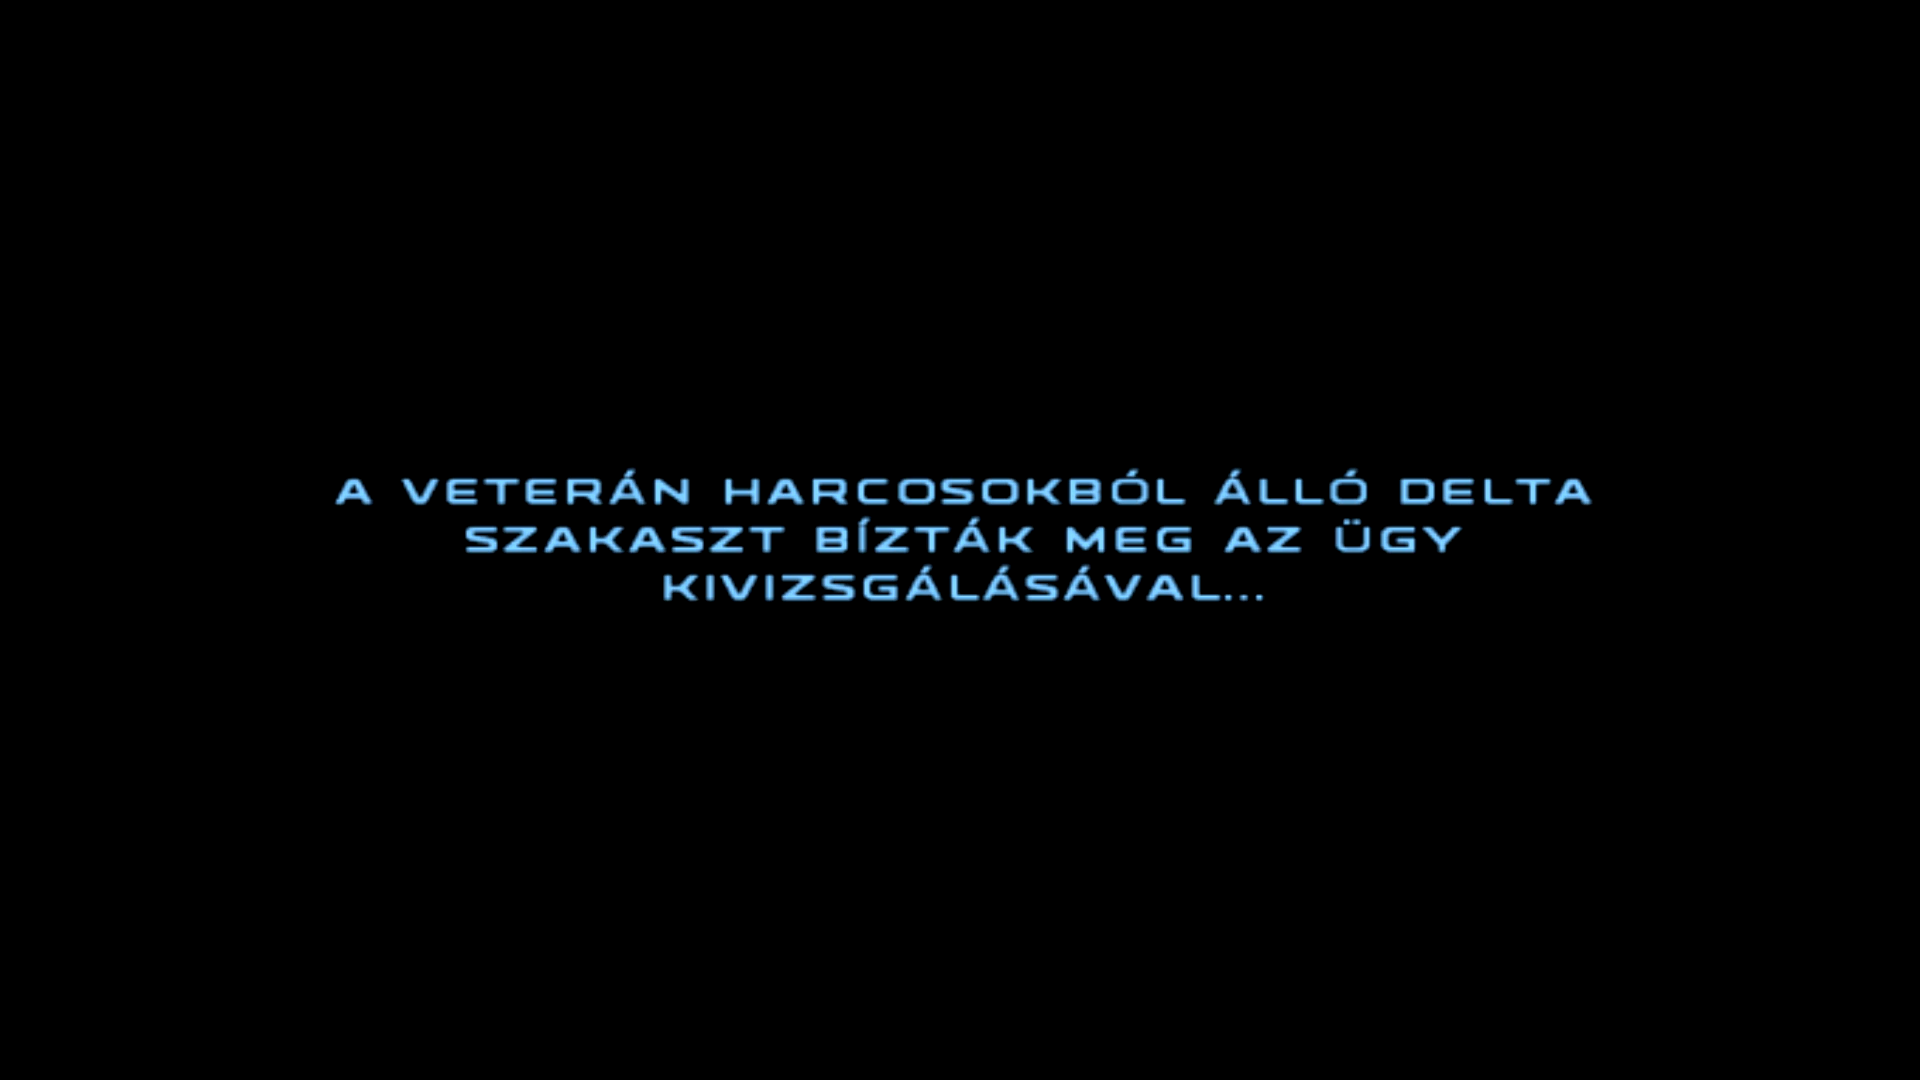 A VETERÁN HARCOSOKBÓL ÁLLÓ DELTA
SZAKASZT BÍZTÁK MEG AZ ÜGY
KIVIZSGÁLÁSÁVAL...